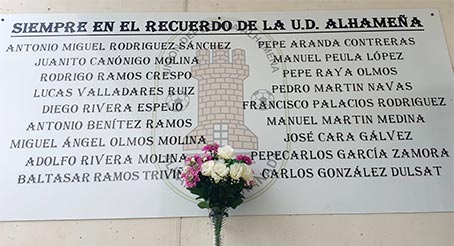 SIEMPRE EN EL RECUERDO DE LA U.D. ALHAMEÑA
ANTONIO MIGUEL RODRIGUEZ SÁNCHEZ
JUANITO CANÓNIGO MOLINA
RODRIGO RAMOS CRESPO
LUCAS VALLADARES RUIZ
DIEGO RIVERA ESPEJO
ANTONIO BENÍTEZ RAMOS
MIGUEL ÁNGEL OLMOS MOLINA
ADOLFO RIVERA MOLINA
BALTASAR RAMOS TRIVIÑ
PEPE ARANDA CONTRERAS
MANUEL PEULA LÓPEZ
PEPE RAYA OLMOS
PEDRO MARTIN NAVAS
FRANCISCO PALACIOS RODRIGUEZ
MANUEL MARTIN MEDINA
JOSÉ CARA GÁLVEZ
PEPECARLOS GARCÍA ZAMORA
CARLOS GONZÁLEZ DULSAT